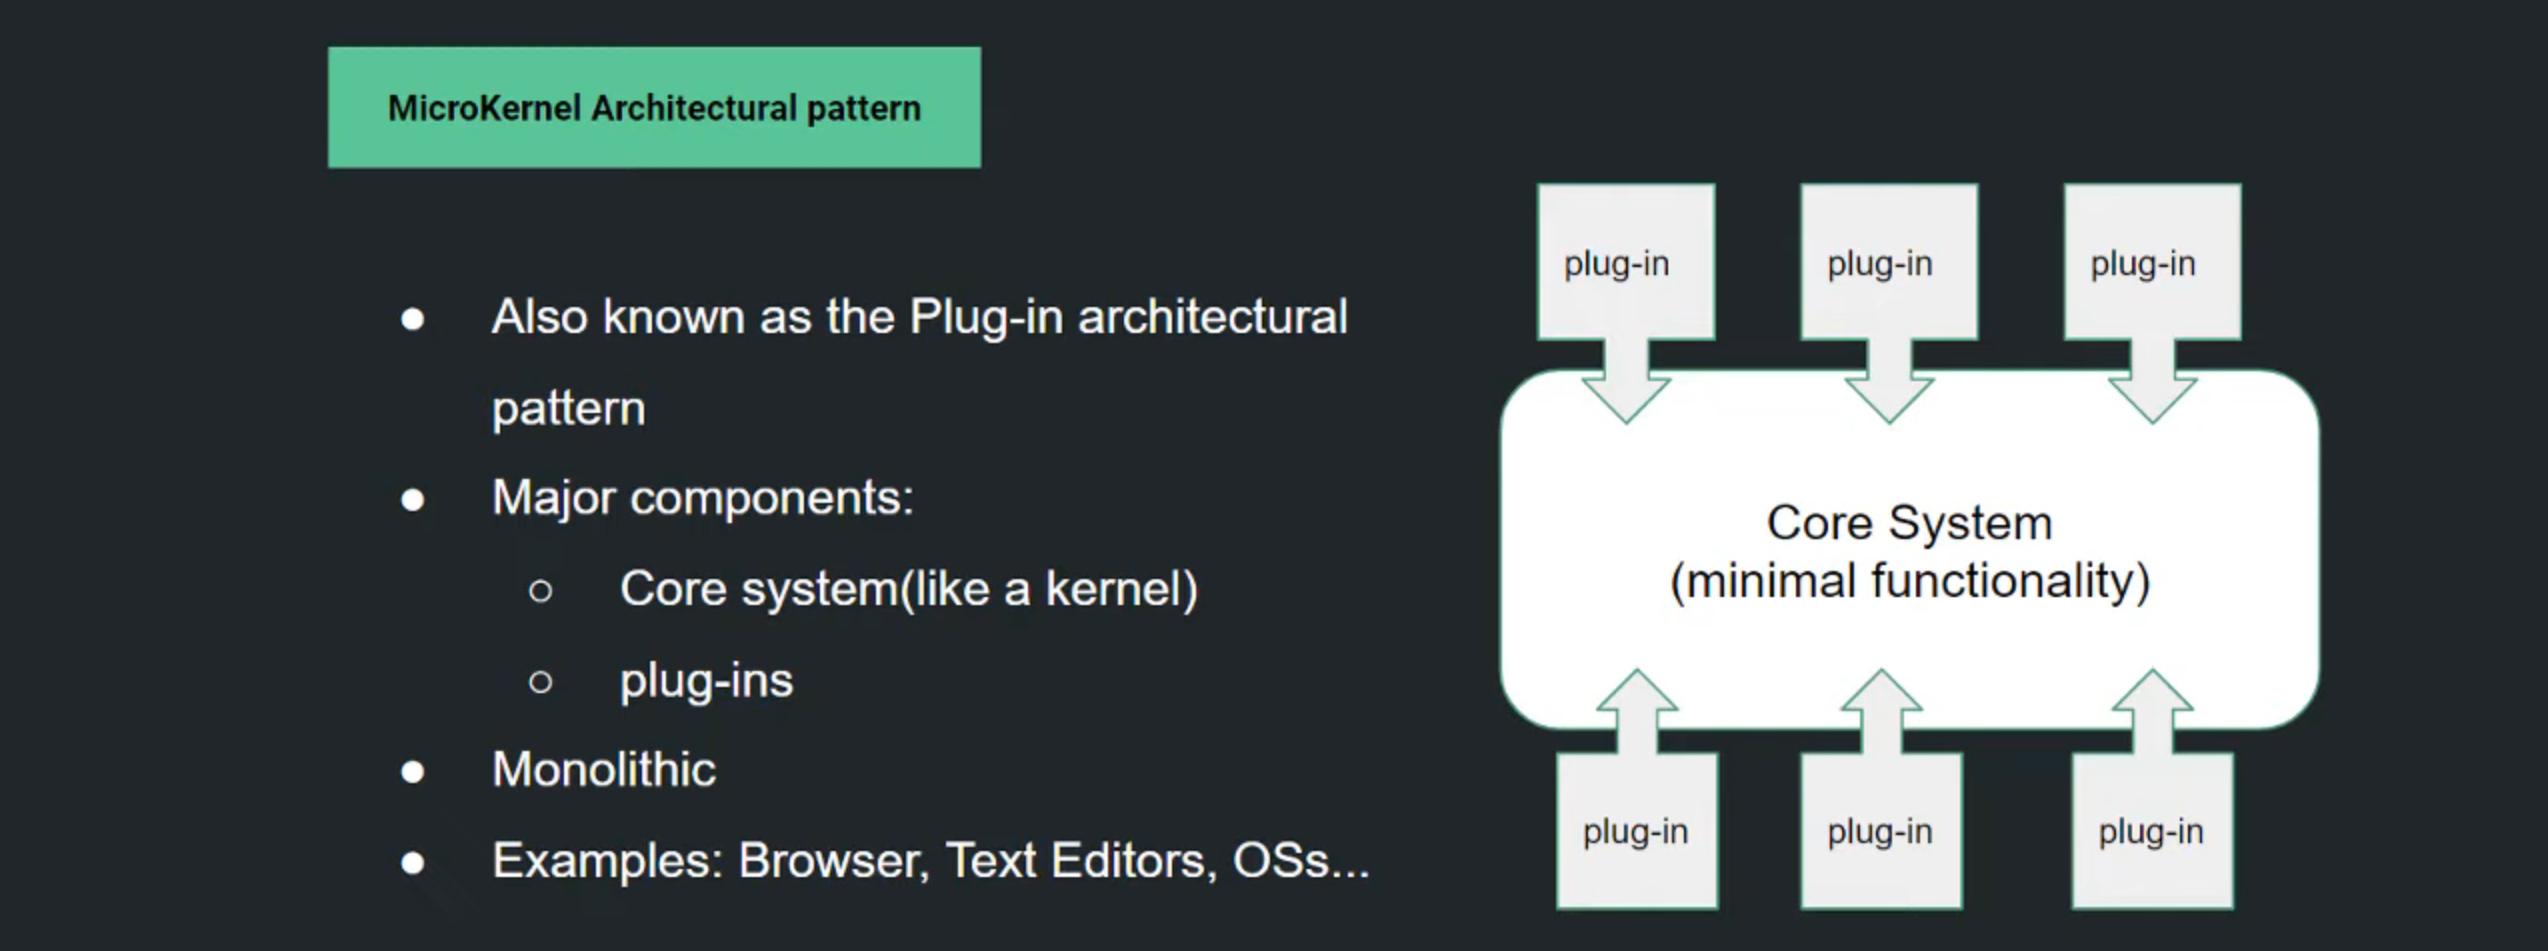 MicroKernel Architectural pattern
● Also known as the Plug-in architectural
pattern
● Major components:
○ Core system(like a kernel)
○ plug-ins
● Monolithic
● Examples: Browser, Text Editors, OSs...
plug-in
plug-in
plug-in
Core System
(minimal functionality)
plug-in
plug-in
plug-in